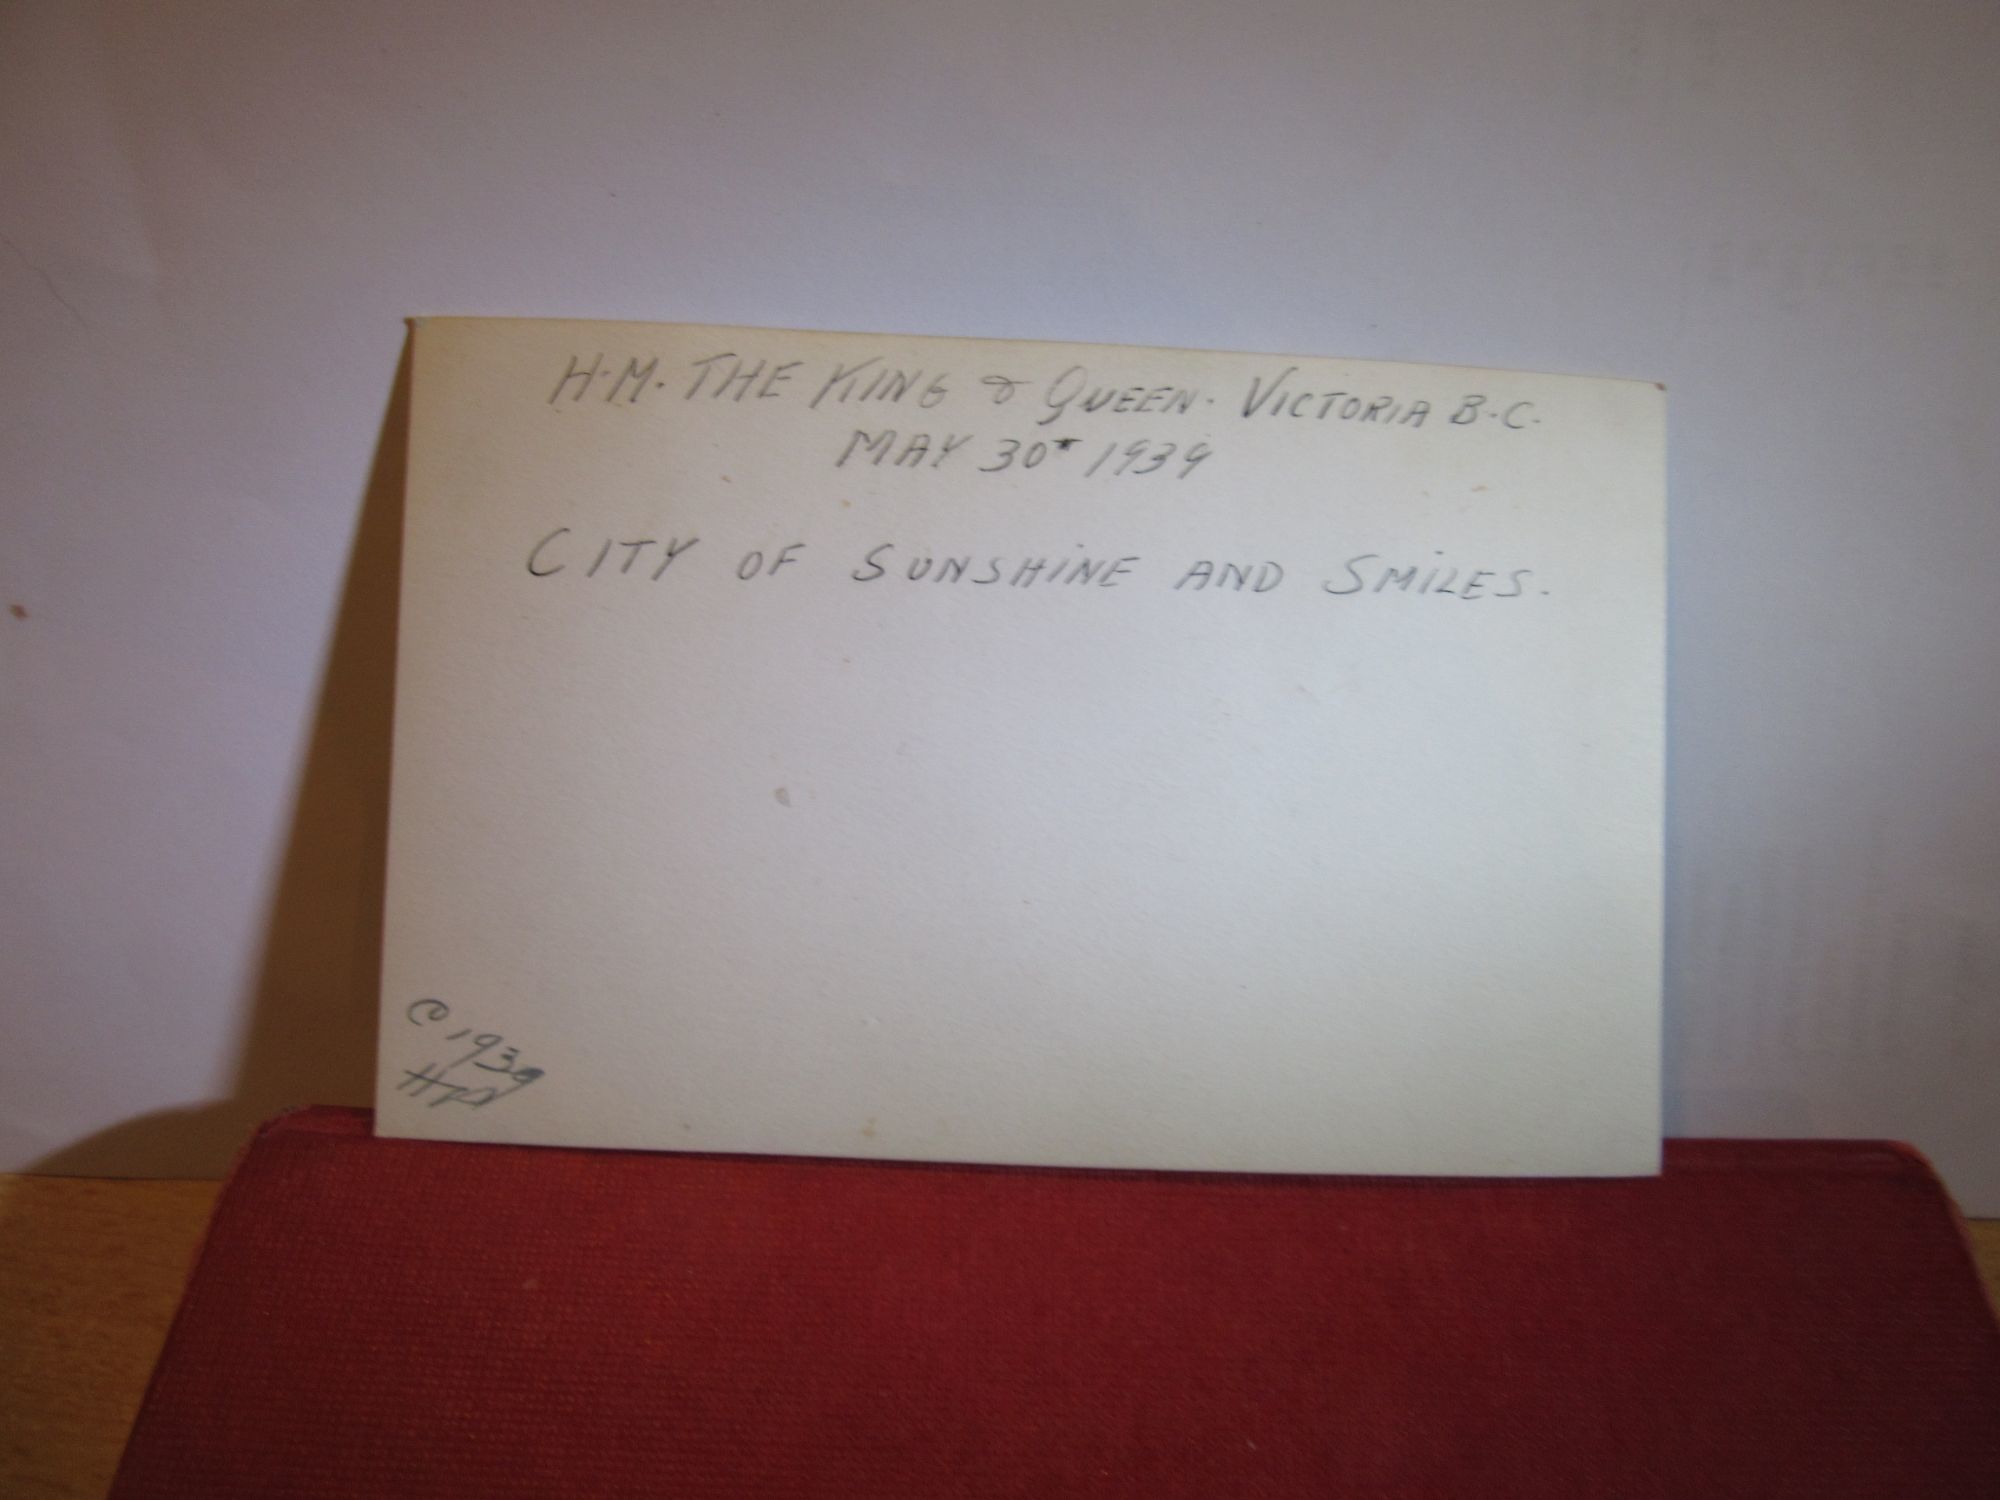 H.M. THE KING & QUEEN. VICTORIA B.C.
MAY 30th 1939
CITY OF SUNSHINE AND SMILES.
© 1939